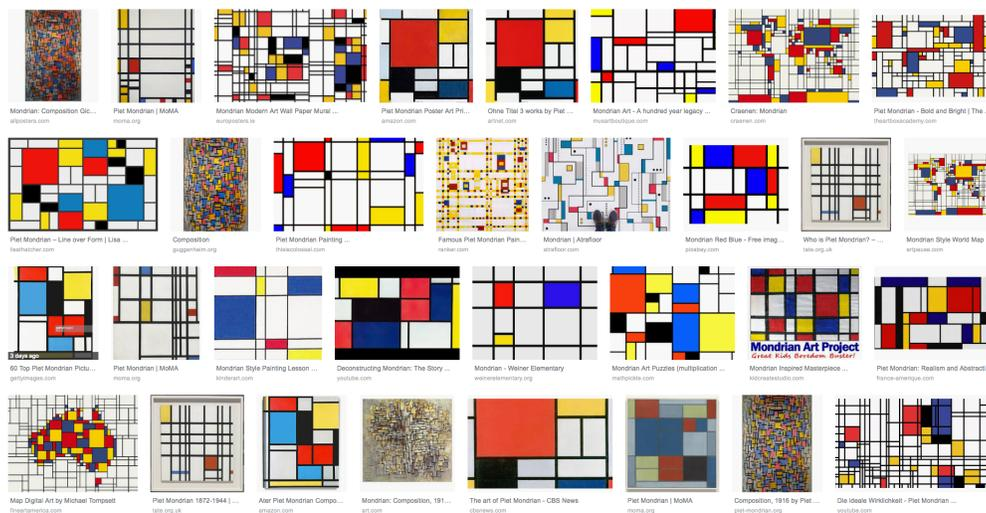 Mondrian: Composition Gic...
allposters.com
Piet Mondrian | MoMA
moma.org
Mondrian Modern Art Wall Paper Mural ...
europosters.ie
Piet Mondrian Poster Art Pri...
amazon.com
Ohne Titel 3 works by Piet ...
artnet.com
Mondrian Art - A hundred year legacy ...
musartboutique.com
Craenen: Mondrian
craenen.com
Piet Mondrian - Bold and Bright | The .
theartboxacademy.com
Piet Mondrian – Line over Form | Lisa ...
lisathatcher.com
Composition
guggenheim.org
Piet Mondrian Painting ...
thisiscolossal.com
Famous Piet Mondrian Pain...
ranker.com
Mondrian | Atrafloor
atrafloor.com
Mondrian Red Blue - Free imag...
pixabay.com
Who is Piet Mondrian? – ...
tate.org.uk
Mondrian Style World Map
artpause.com
3 days ago
60 Top Piet Mondrian Pictu...
gettyimages.com
Piet Mondrian | MoMA
moma.org
Mondrian Style Painting Lesson ...
kinderart.com
Deconstructing Mondrian: The Story ...
youtube.com
Mondrian - Weiner Elementary
weinerelementary.org
Mondrian Art Puzzles (multiplication ...
mathpickle.com
Mondrian Art Project
Great Kids Boredom Buster!
Mondrian Inspired Masterpiece ...
kidcreatestudio.com
Piet Mondrian: Realism and Abstracti
france-amerique.com
Map Digital Art by Michael Tompsett
fineartamerica.com
Piet Mondrian 1872-1944 | ...
tate.org.uk
Ater Piet Mondrian Compo...
amazon.com
Mondrian: Composition, 191...
art.com
The art of Piet Mondrian - CBS News
cbsnews.com
Piet Mondrian | MoMA
moma.org
Composition, 1916 by Piet ...
piet-mondrian.org
Die ideale Wirklichkeit - Piet Mondrian ...
youtube.com